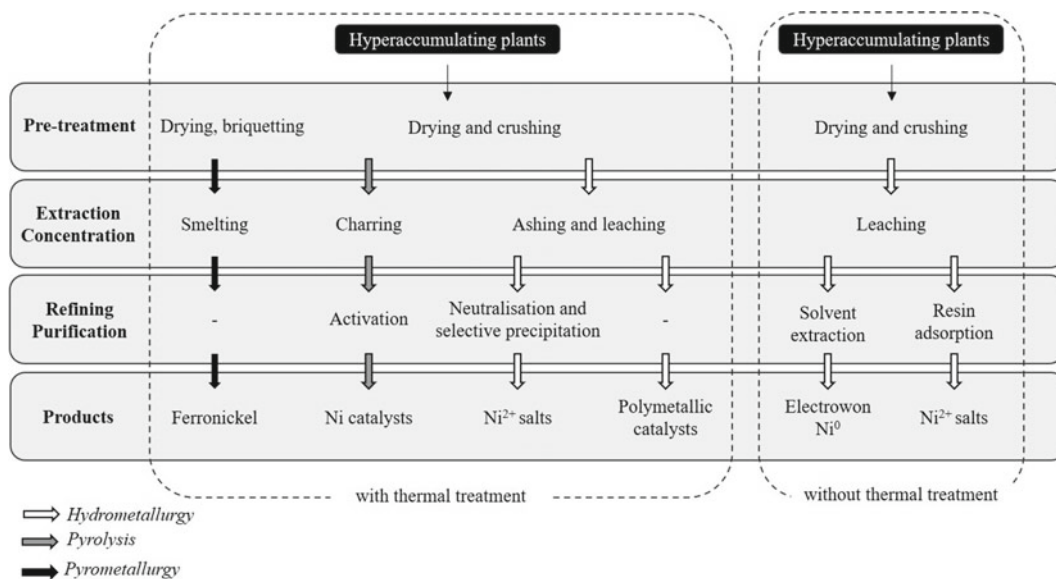 Hyperaccumulating plants
Hyperaccumulating plants
Pre-treatment
Drying, briquetting
Drying and crushing
Drying and crushing
Extraction
Concentration
Smelting
Charring
Ashing and leaching
Leaching
Refining
Purification
-
Activation
Neutralisation and
selective precipitation
-
Solvent
extraction
Resin
adsorption
Products
Ferronickel
Ni catalysts
Ni²⁺ salts
Polymetallic
catalysts
Electrowon
Ni⁰
Ni²⁺ salts
with thermal treatment
without thermal treatment
Hydrometallurgy
Pyrolysis
Pyrometallurgy